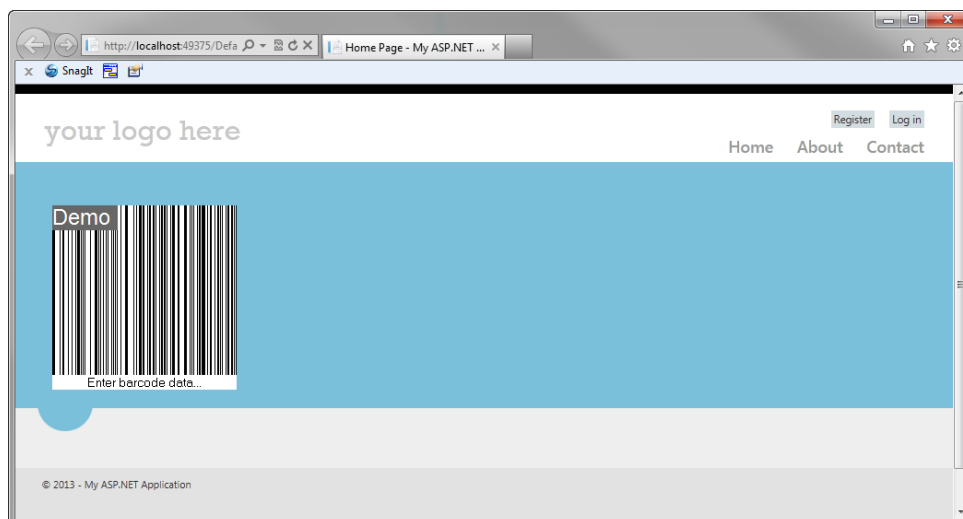 http://localhost:49375/Defa
Home Page - My ASP.NET ...
x SnagIt
your logo here
Register Log in
Home About Contact
Demo
Enter barcode data...
© 2013 - My ASP.NET Application